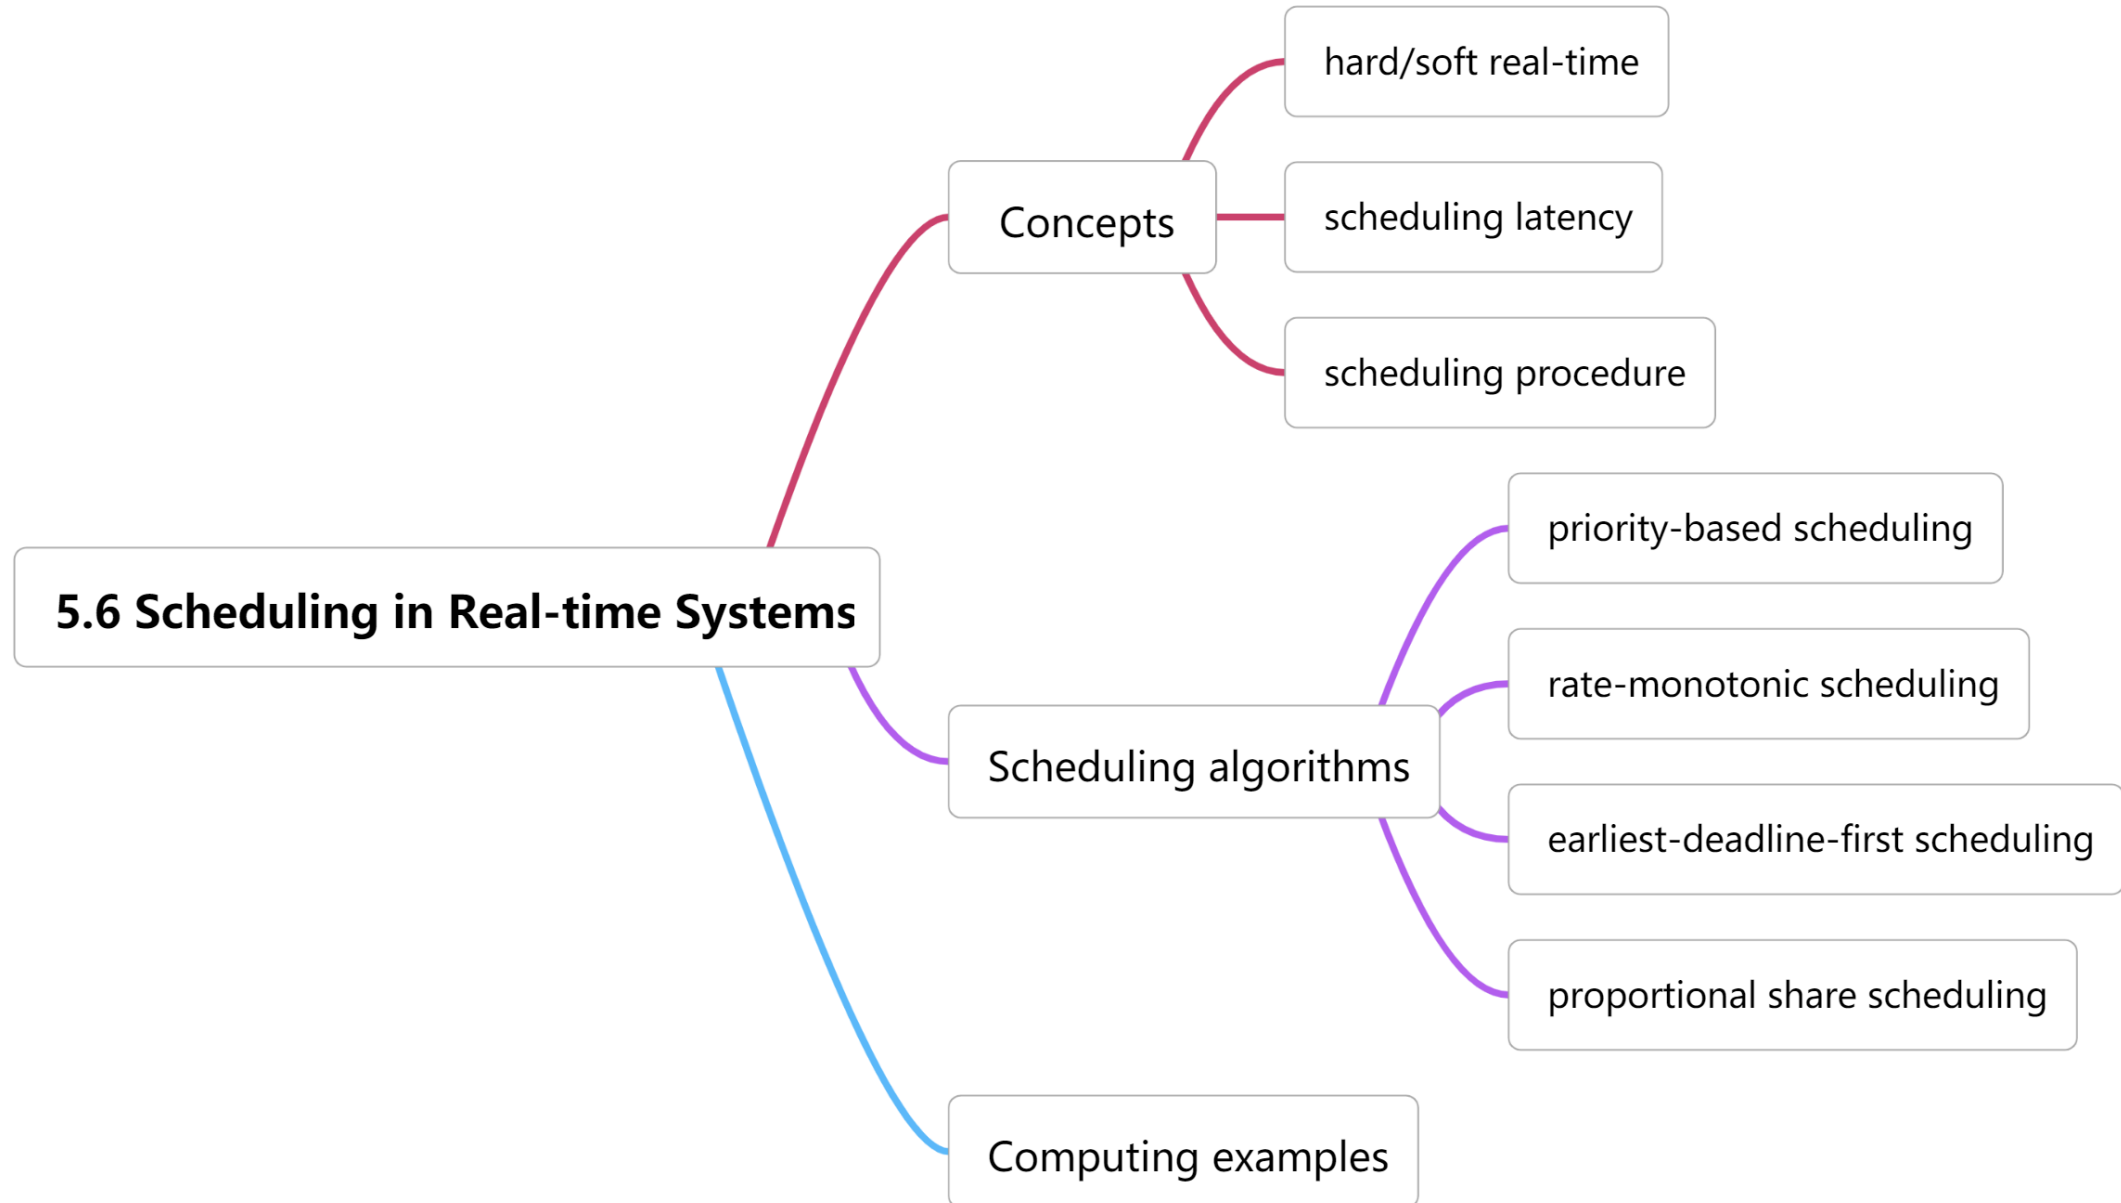 5.6 Scheduling in Real-time Systems
Concepts
hard/soft real-time
scheduling latency
scheduling procedure
Scheduling algorithms
priority-based scheduling
rate-monotonic scheduling
earliest-deadline-first scheduling
proportional share scheduling
Computing examples